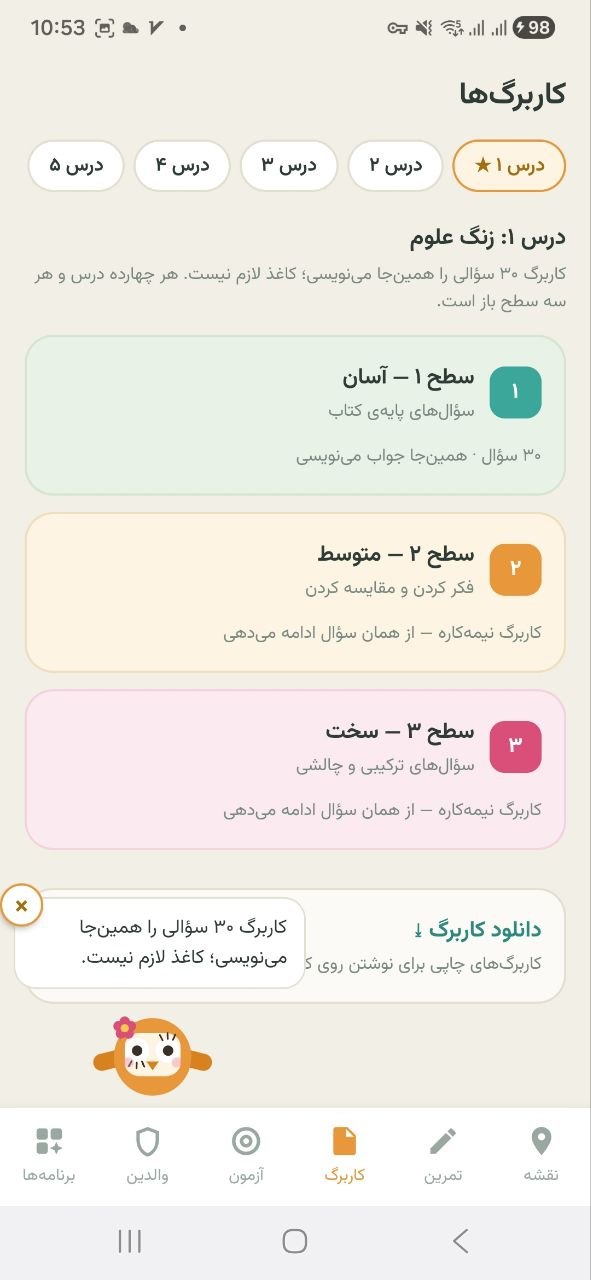 10:53
98
کاربرگ‌ها
درس ۱ ★
درس ۲
درس ۳
درس ۴
درس ۵
درس ۱: زنگ علوم
کاربرگ ۳۰ سؤالی را همین‌جا می‌نویسی؛ کاغذ لازم نیست. هر چهارده درس و هر
سه سطح باز است.
۱
سطح ۱ — آسان
سؤال‌های پایه‌ی کتاب
۳۰ سؤال · همین‌جا جواب می‌نویسی
۲
سطح ۲ — متوسط
فکر کردن و مقایسه کردن
کاربرگ نیمه‌کاره — از همان سؤال ادامه می‌دهی
۳
سطح ۳ — سخت
سؤال‌های ترکیبی و چالشی
کاربرگ نیمه‌کاره — از همان سؤال ادامه می‌دهی
دانلود کاربرگ ↓
کاربرگ‌های چاپی برای نوشتن روی
×
کاربرگ ۳۰ سؤالی را همین‌جا
می‌نویسی؛ کاغذ لازم نیست.
نقشه
تمرین
کاربرگ
آزمون
والدین
برنامه‌ها